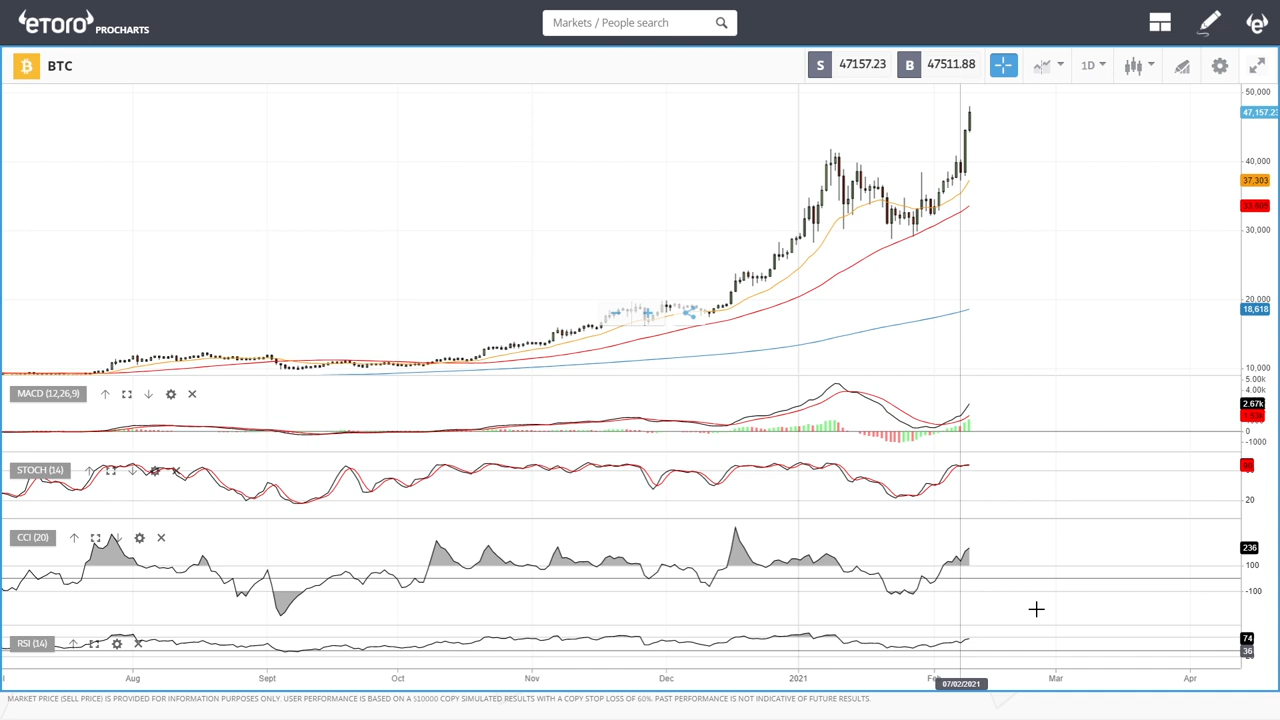 eToro PROCHARTS
Markets / People search
BTC
S 47157.23 B 47511.88
1D
50,000
47,157.23
40,000
37,303
30,000
20,000
18,618
10,000
MACD (12,26,9)
5.00k
4.00k
2.67k
0
-1000
STOCH (14)
20
CCI (20)
236
100
-100
RSI (14)
74
36
Aug Sept Oct Nov Dec 2021 Feb Mar Apr
07/02/2021
MARKET PRICE (SELL PRICE) IS PROVIDED FOR INFORMATION PURPOSES ONLY. USER PERFORMANCE IS BASED ON A $10000 COPY SIMULATED RESULTS WITH A COPY STOP LOSS OF 60%. PAST PERFORMANCE IS NOT INDICATIVE OF FUTURE RESULTS.